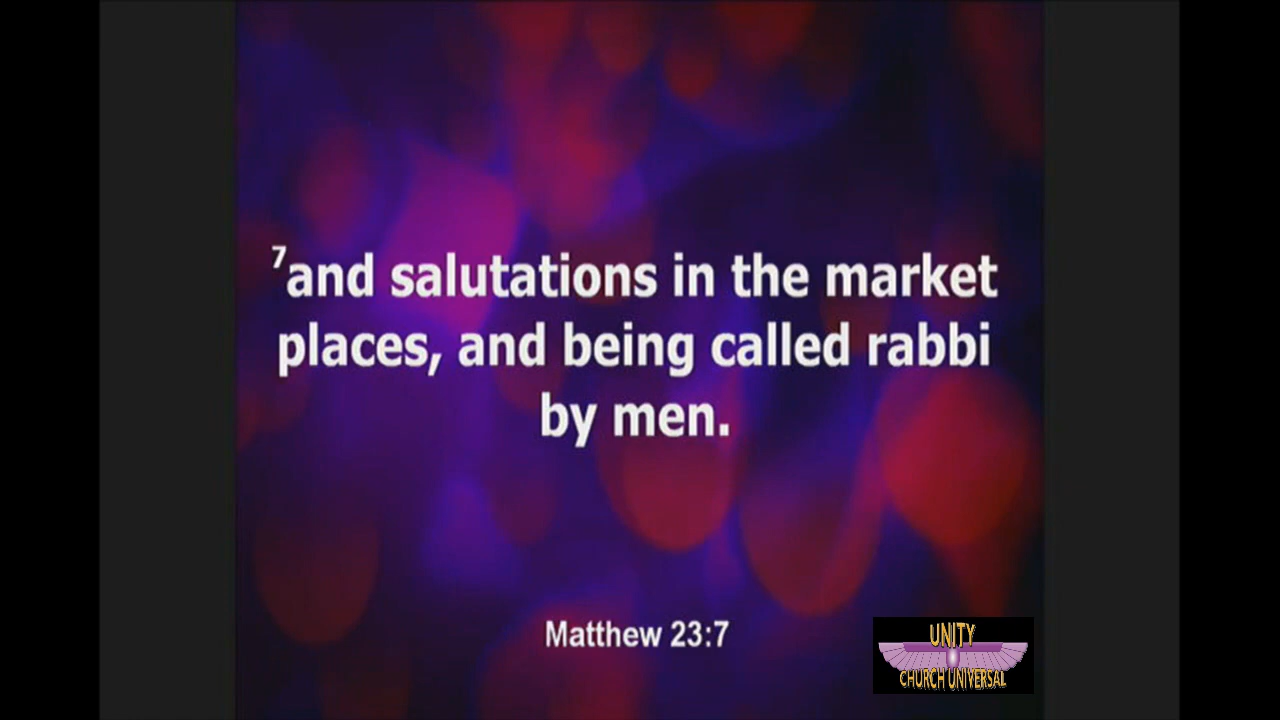 7and salutations in the market
places, and being called rabbi
by men.
Matthew 23:7
UNITY
CHURCH UNIVERSAL